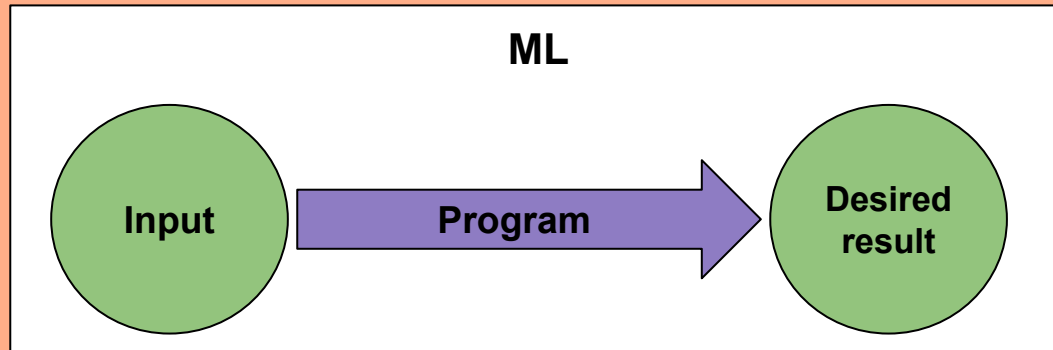 ML
Input
Program
Desired
result